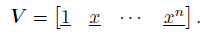 V = [1 x ⋯ xⁿ] .